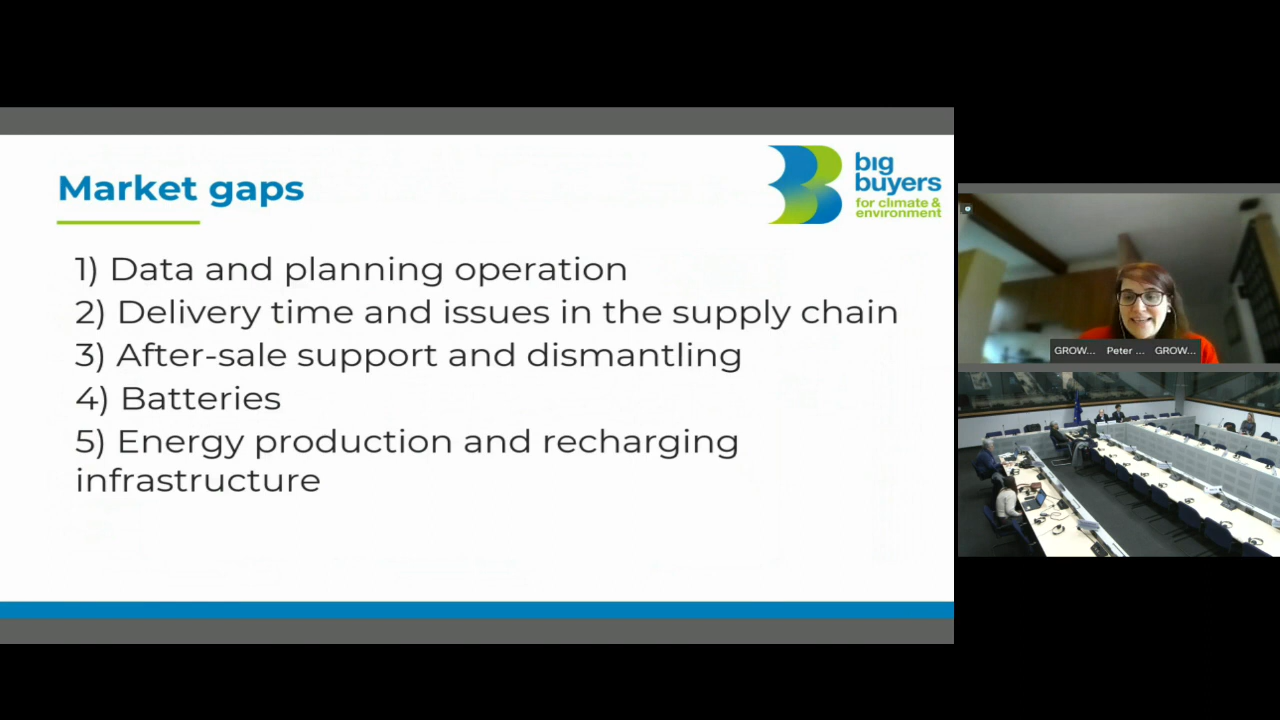 Market gaps
big
buyers
for climate &
environment
1) Data and planning operation
2) Delivery time and issues in the supply chain
3) After-sale support and dismantling
4) Batteries
5) Energy production and recharging
infrastructure
GROW... Peter ... GROW...